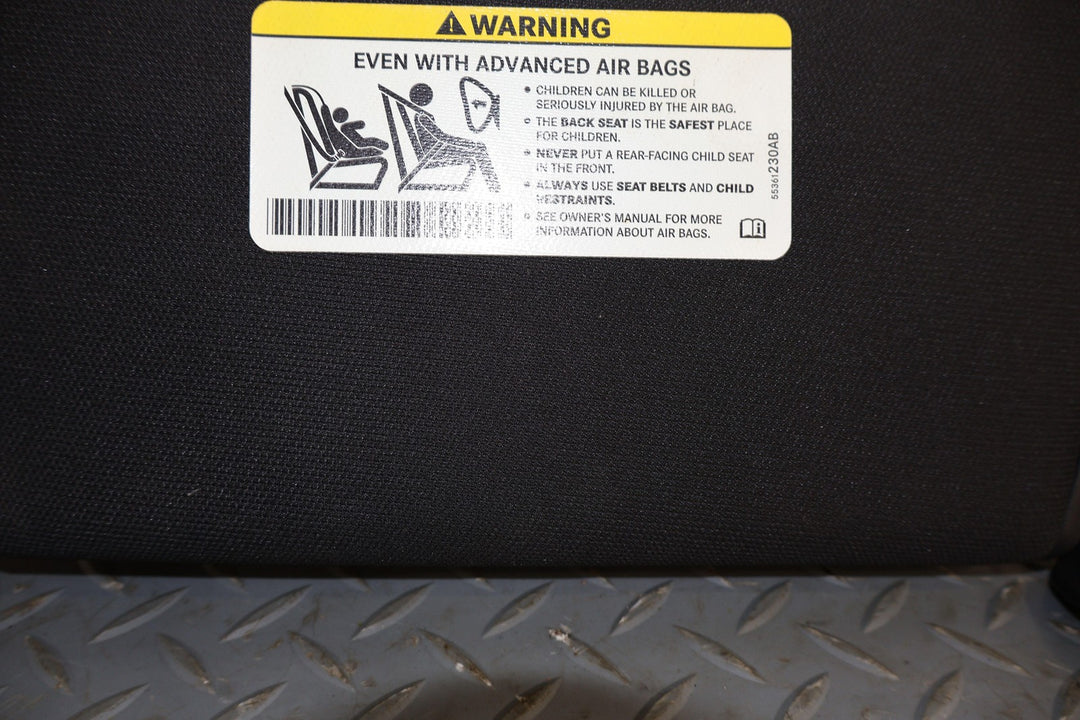 WARNING
EVEN WITH ADVANCED AIR BAGS
• CHILDREN CAN BE KILLED OR
SERIOUSLY INJURED BY THE AIR BAG.
• THE BACK SEAT IS THE SAFEST PLACE
FOR CHILDREN.
• NEVER PUT A REAR-FACING CHILD SEAT
IN THE FRONT.
• ALWAYS USE SEAT BELTS AND CHILD
RESTRAINTS.
• SEE OWNER'S MANUAL FOR MORE
INFORMATION ABOUT AIR BAGS.
55361230AB